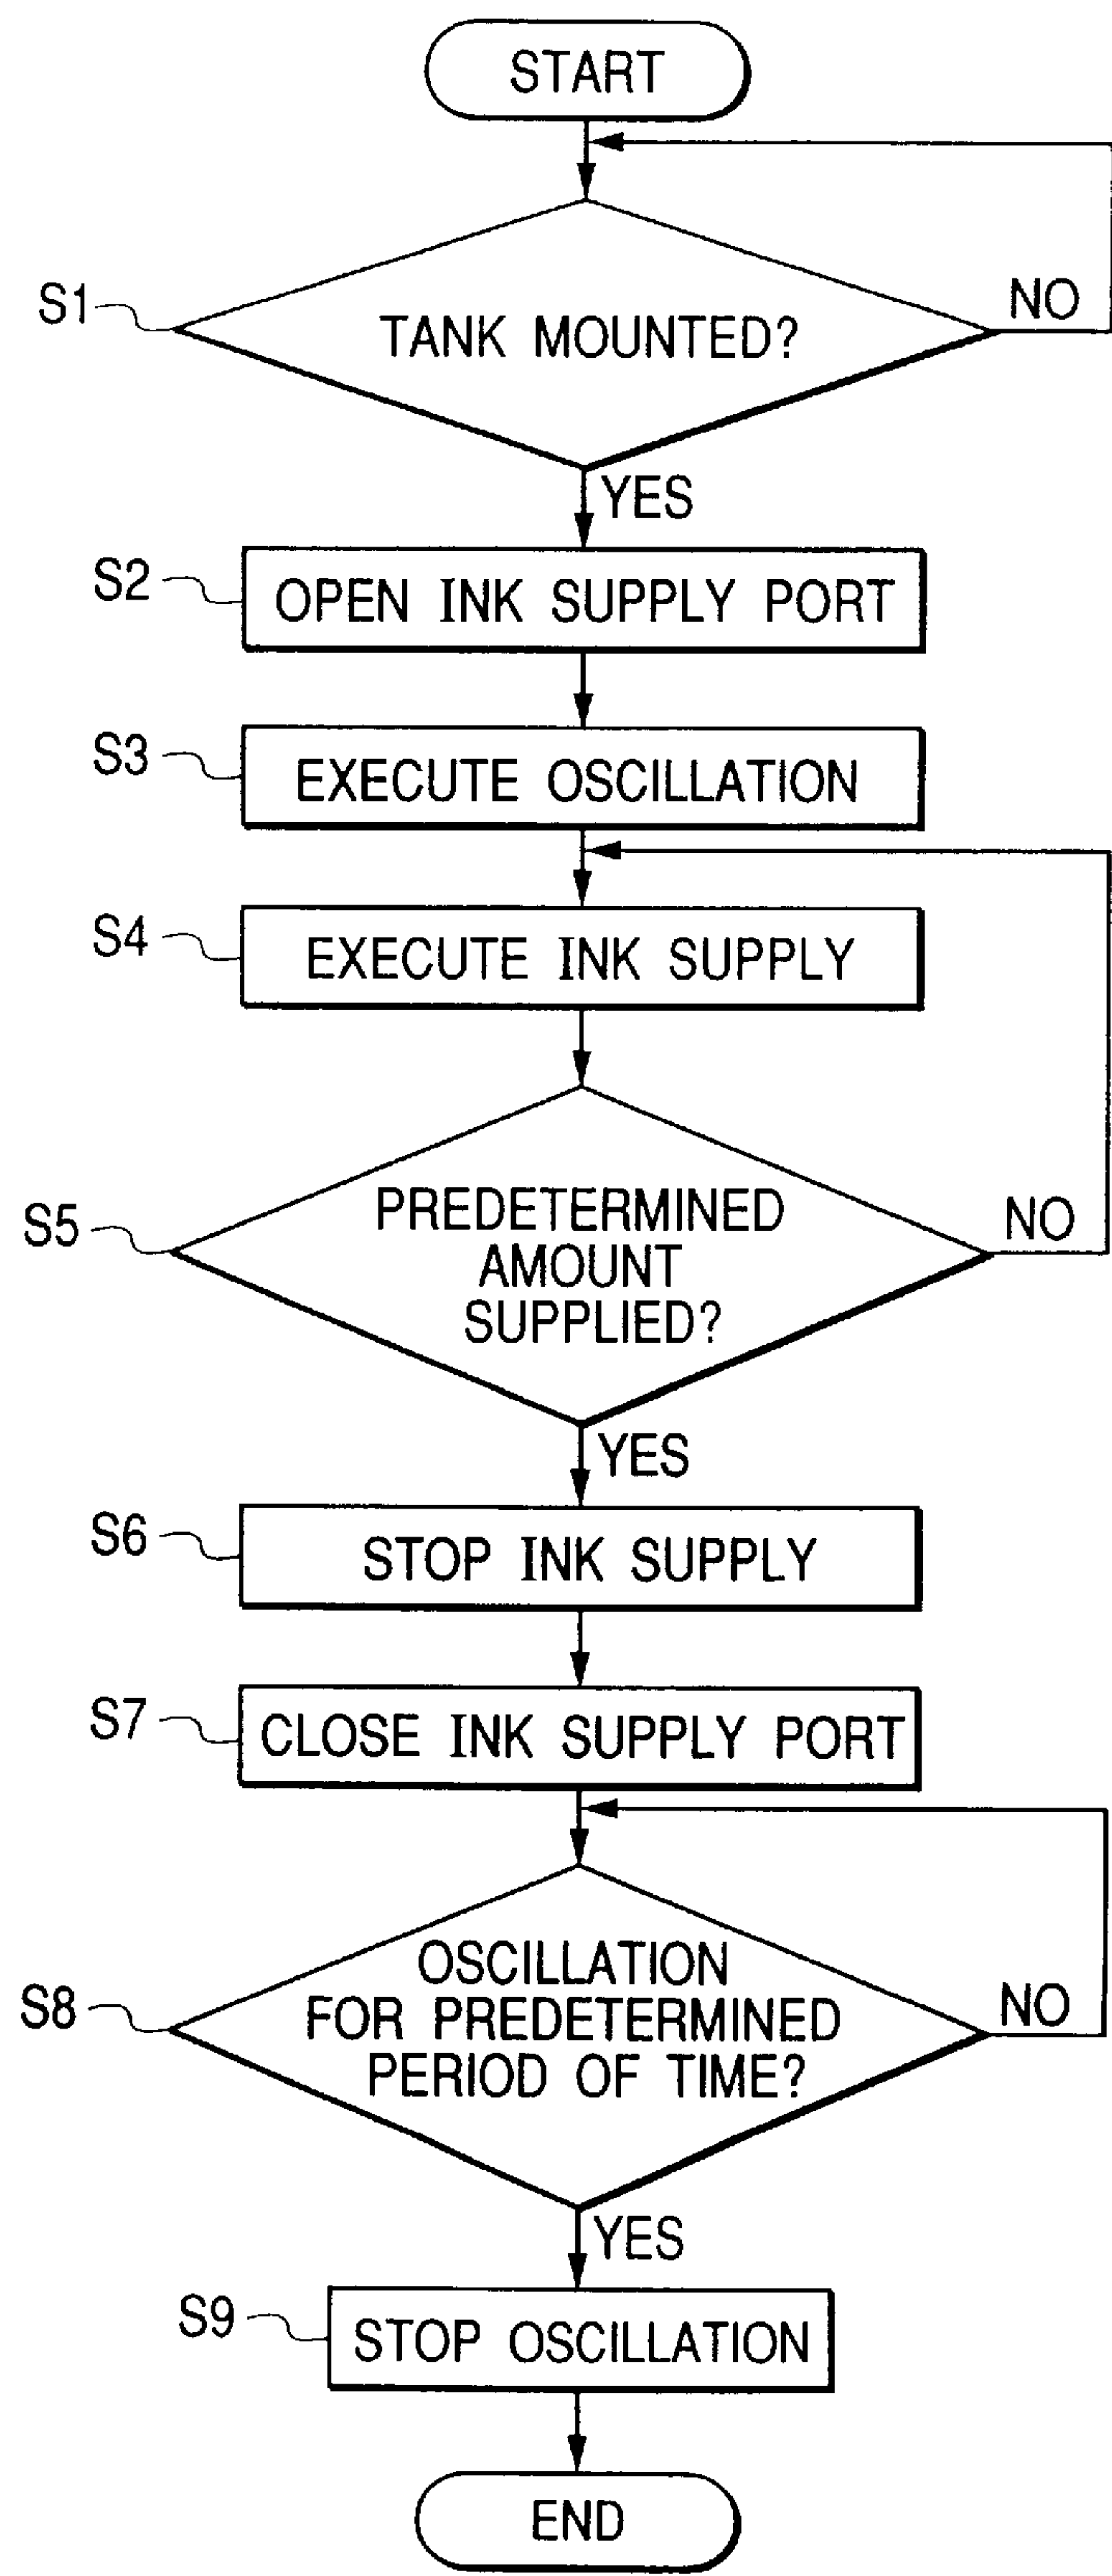 START
S1
TANK MOUNTED?
NO
YES
S2
OPEN INK SUPPLY PORT
S3
EXECUTE OSCILLATION
S4
EXECUTE INK SUPPLY
S5
PREDETERMINED
AMOUNT
SUPPLIED?
NO
YES
S6
STOP INK SUPPLY
S7
CLOSE INK SUPPLY PORT
S8
OSCILLATION
FOR PREDETERMINED
PERIOD OF TIME?
NO
YES
S9
STOP OSCILLATION
END